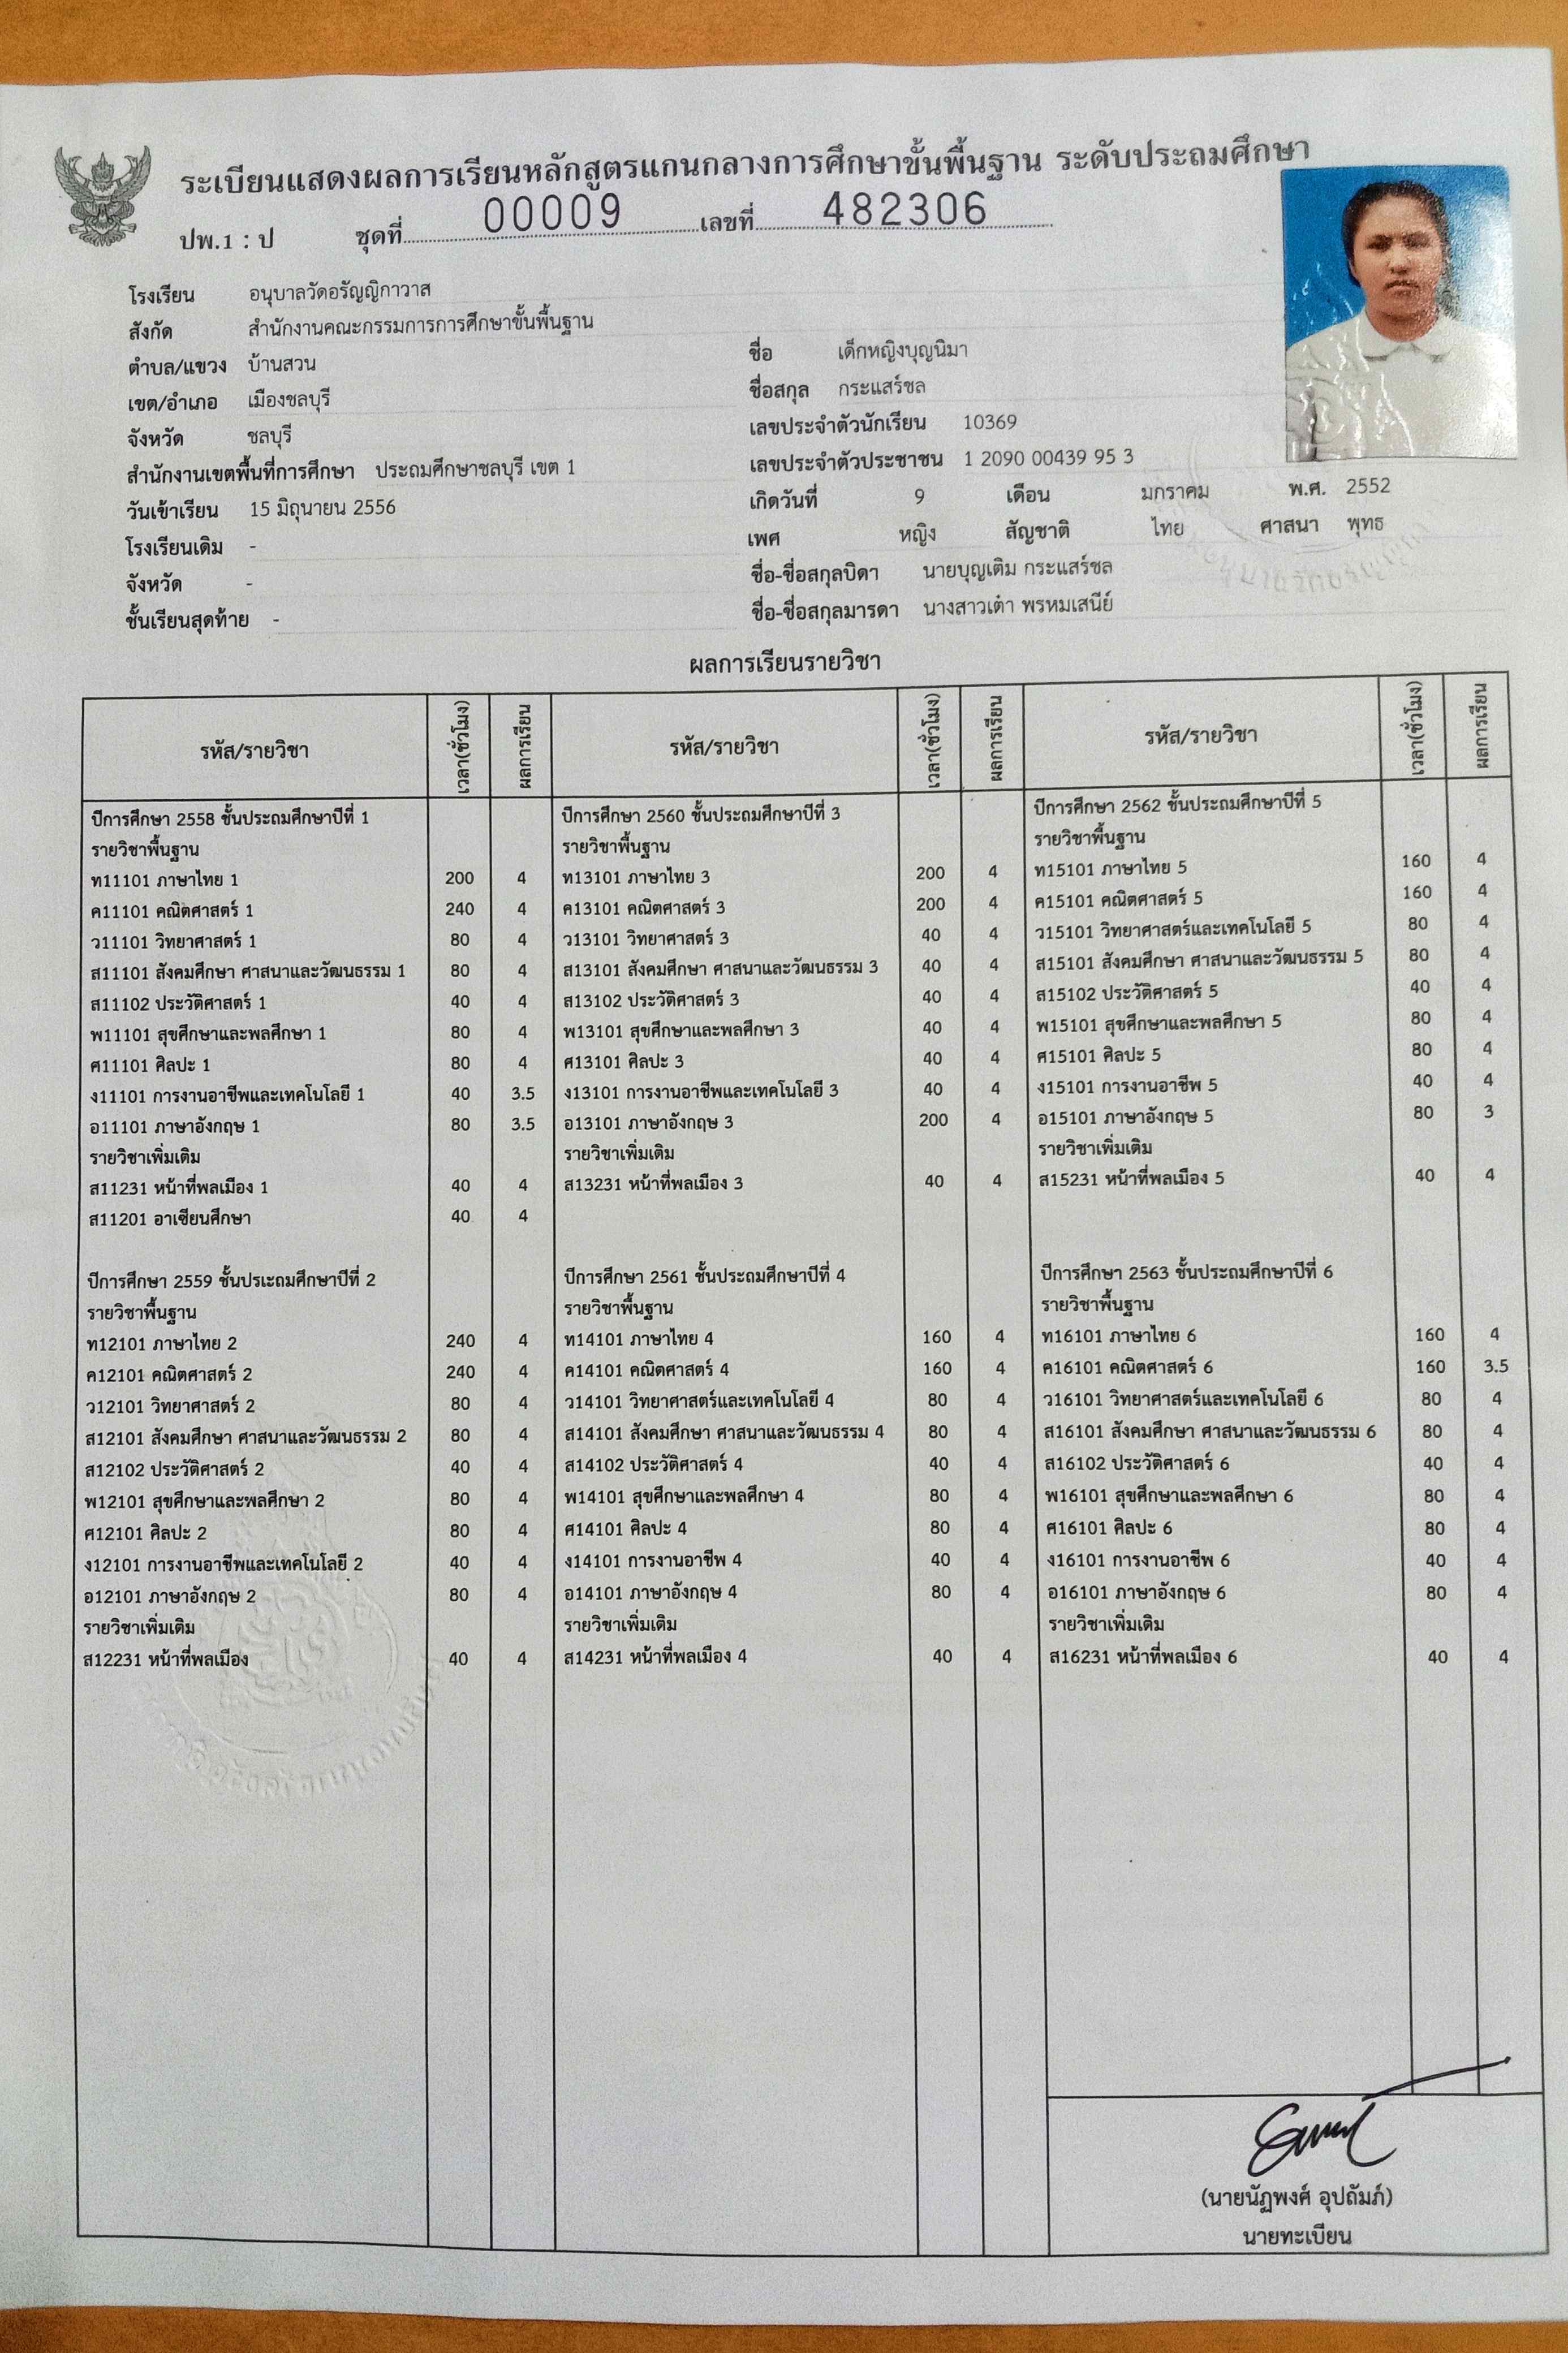 ระเบียนแสดงผลการเรียนหลักสูตรแกนกลางการศึกษาขั้นพื้นฐาน ระดับประถมศึกษา
ปพ.1 : ป ชุดที่ 00009 เลขที่ 482306
โรงเรียน อนุบาลวัดอรัญญิกาวาส
สังกัด สำนักงานคณะกรรมการการศึกษาขั้นพื้นฐาน
ตำบล/แขวง บ้านสวน
เขต/อำเภอ เมืองชลบุรี
จังหวัด ชลบุรี
สำนักงานเขตพื้นที่การศึกษา ประถมศึกษาชลบุรี เขต 1
วันเข้าเรียน 15 มิถุนายน 2556
โรงเรียนเดิม -
จังหวัด -
ชั้นเรียนสุดท้าย -
ชื่อ เด็กหญิงบุญนิมา
ชื่อสกุล กระแสร์ชล
เลขประจำตัวนักเรียน 10369
เลขประจำตัวประชาชน 1 2090 00439 95 3
เกิดวันที่ 9 เดือน มกราคม พ.ศ. 2552
เพศ หญิง สัญชาติ ไทย ศาสนา พุทธ
ชื่อ-ชื่อสกุลบิดา นายบุญเติม กระแสร์ชล
ชื่อ-ชื่อสกุลมารดา นางสาวเต๋า พรหมเสนีย์
ผลการเรียนรายวิชา
รหัส/รายวิชา เวลา(ชั่วโมง) ผลการเรียน
ปีการศึกษา 2558 ชั้นประถมศึกษาปีที่ 1
รายวิชาพื้นฐาน
ท11101 ภาษาไทย 1 200 4
ค11101 คณิตศาสตร์ 1 240 4
ว11101 วิทยาศาสตร์ 1 80 4
ส11101 สังคมศึกษา ศาสนาและวัฒนธรรม 1 80 4
ส11102 ประวัติศาสตร์ 1 40 4
พ11101 สุขศึกษาและพลศึกษา 1 80 4
ศ11101 ศิลปะ 1 80 4
ง11101 การงานอาชีพและเทคโนโลยี 1 40 3.5
อ11101 ภาษาอังกฤษ 1 80 3.5
รายวิชาเพิ่มเติม
ส11231 หน้าที่พลเมือง 1 40 4
ส11201 อาเซียนศึกษา 40 4
ปีการศึกษา 2559 ชั้นประเถมศึกษาปีที่ 2
รายวิชาพื้นฐาน
ท12101 ภาษาไทย 2 240 4
ค12101 คณิตศาสตร์ 2 240 4
ว12101 วิทยาศาสตร์ 2 80 4
ส12101 สังคมศึกษา ศาสนาและวัฒนธรรม 2 80 4
ส12102 ประวัติศาสตร์ 2 40 4
พ12101 สุขศึกษาและพลศึกษา 2 80 4
ศ12101 ศิลปะ 2 80 4
ง12101 การงานอาชีพและเทคโนโลยี 2 40 4
อ12101 ภาษาอังกฤษ 2 80 4
รายวิชาเพิ่มเติม
ส12231 หน้าที่พลเมือง 40 4
รหัส/รายวิชา เวลา(ชั่วโมง) ผลการเรียน
ปีการศึกษา 2560 ชั้นประถมศึกษาปีที่ 3
รายวิชาพื้นฐาน
ท13101 ภาษาไทย 3 200 4
ค13101 คณิตศาสตร์ 3 200 4
ว13101 วิทยาศาสตร์ 3 40 4
ส13101 สังคมศึกษา ศาสนาและวัฒนธรรม 3 40 4
ส13102 ประวัติศาสตร์ 3 40 4
พ13101 สุขศึกษาและพลศึกษา 3 40 4
ศ13101 ศิลปะ 3 40 4
ง13101 การงานอาชีพและเทคโนโลยี 3 40 4
อ13101 ภาษาอังกฤษ 3 200 4
รายวิชาเพิ่มเติม
ส13231 หน้าที่พลเมือง 3 40 4
ปีการศึกษา 2561 ชั้นประถมศึกษาปีที่ 4
รายวิชาพื้นฐาน
ท14101 ภาษาไทย 4 160 4
ค14101 คณิตศาสตร์ 4 160 4
ว14101 วิทยาศาสตร์และเทคโนโลยี 4 80 4
ส14101 สังคมศึกษา ศาสนาและวัฒนธรรม 4 80 4
ส14102 ประวัติศาสตร์ 4 40 4
พ14101 สุขศึกษาและพลศึกษา 4 80 4
ศ14101 ศิลปะ 4 80 4
ง14101 การงานอาชีพ 4 40 4
อ14101 ภาษาอังกฤษ 4 80 4
รายวิชาเพิ่มเติม
ส14231 หน้าที่พลเมือง 4 40 4
รหัส/รายวิชา เวลา(ชั่วโมง) ผลการเรียน
ปีการศึกษา 2562 ชั้นประถมศึกษาปีที่ 5
รายวิชาพื้นฐาน
ท15101 ภาษาไทย 5 160 4
ค15101 คณิตศาสตร์ 5 160 4
ว15101 วิทยาศาสตร์และเทคโนโลยี 5 80 4
ส15101 สังคมศึกษา ศาสนาและวัฒนธรรม 5 80 4
ส15102 ประวัติศาสตร์ 5 40 4
พ15101 สุขศึกษาและพลศึกษา 5 80 4
ศ15101 ศิลปะ 5 80 4
ง15101 การงานอาชีพ 5 40 4
อ15101 ภาษาอังกฤษ 5 80 3
รายวิชาเพิ่มเติม
ส15231 หน้าที่พลเมือง 5 40 4
ปีการศึกษา 2563 ชั้นประถมศึกษาปีที่ 6
รายวิชาพื้นฐาน
ท16101 ภาษาไทย 6 160 4
ค16101 คณิตศาสตร์ 6 160 3.5
ว16101 วิทยาศาสตร์และเทคโนโลยี 6 80 4
ส16101 สังคมศึกษา ศาสนาและวัฒนธรรม 6 80 4
ส16102 ประวัติศาสตร์ 6 40 4
พ16101 สุขศึกษาและพลศึกษา 6 80 4
ศ16101 ศิลปะ 6 80 4
ง16101 การงานอาชีพ 6 40 4
อ16101 ภาษาอังกฤษ 6 80 4
รายวิชาเพิ่มเติม
ส16231 หน้าที่พลเมือง 6 40 4
(นายนัฏพงศ์ อุปถัมภ์)
นายทะเบียน